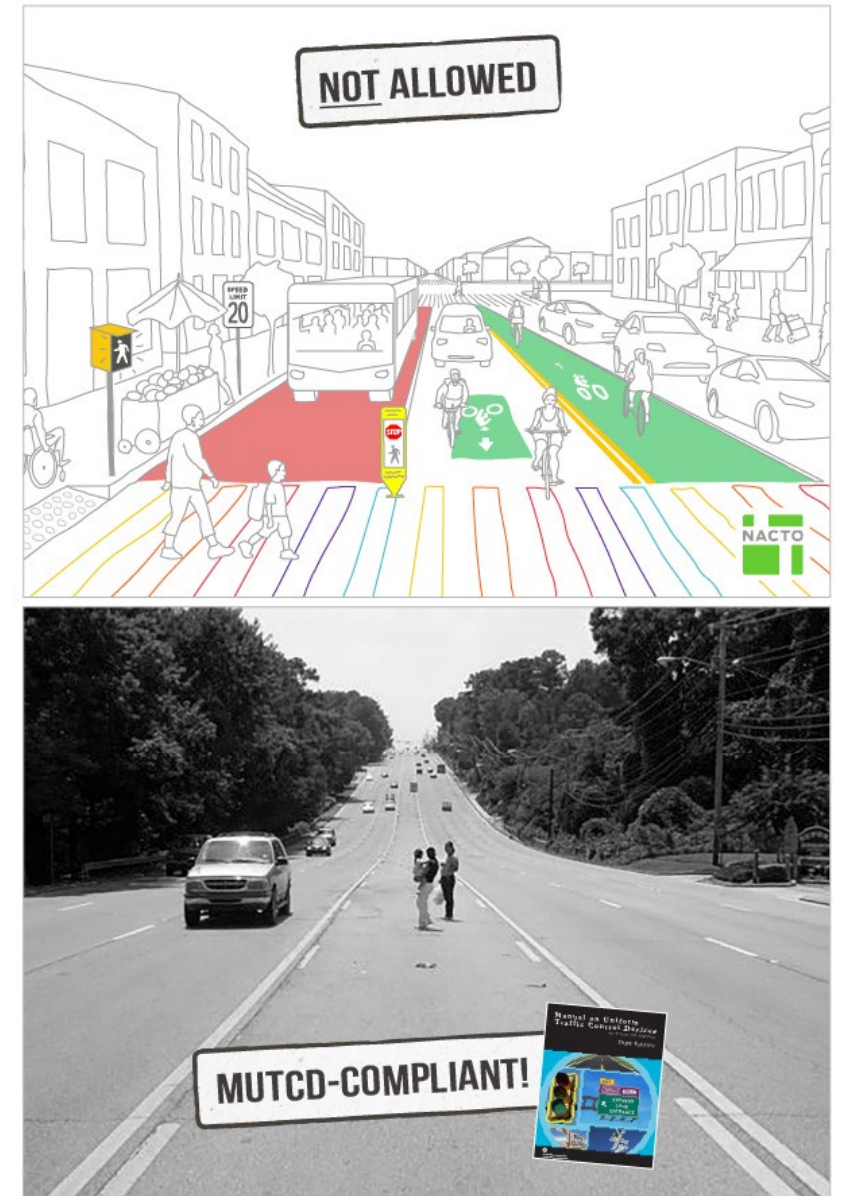 NOT ALLOWED
SPEED
LIMIT
20
STOP
NACTO
MUTCD-COMPLIANT!
Manual on Uniform
Traffic Control Devices